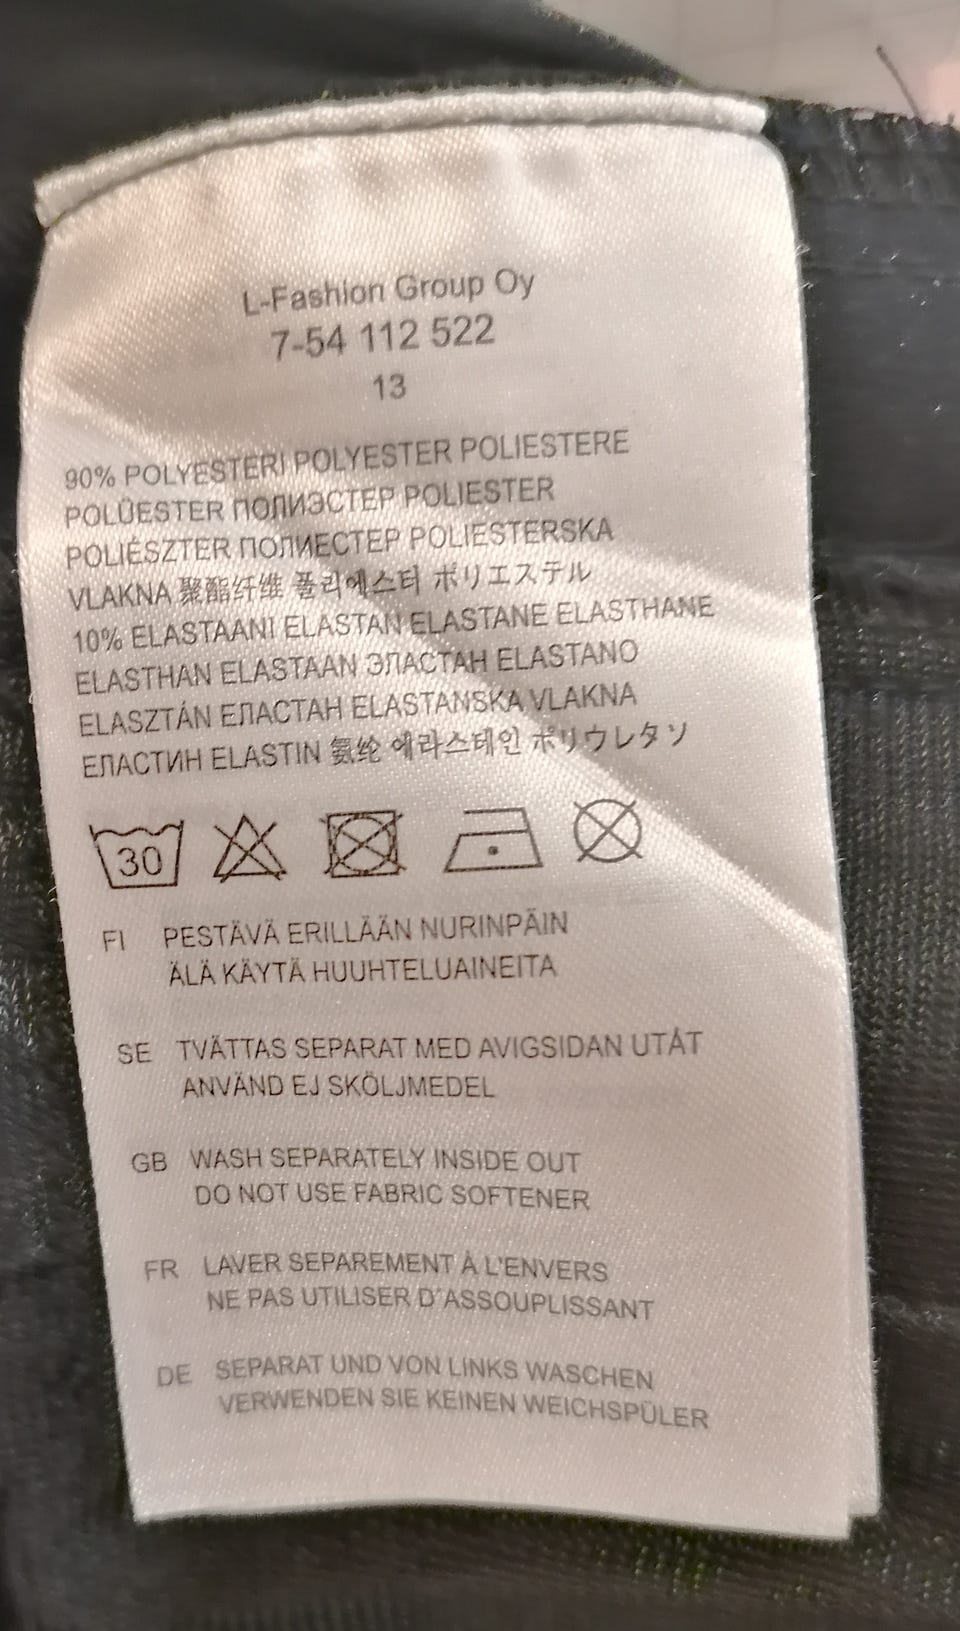 L-Fashion Group Oy
7-54 112 522
13
90% POLYESTERI POLYESTER POLIESTERE
POLÜESTER ПОЛИЭСТЕР POLIESTER
POLIÉSZTER ПОЛИЕСТЕР POLIESTERSKA
VLAKNA 聚酯纤维 폴리에스터 ポリエステル
10% ELASTAANI ELASTAN ELASTANE ELASTHANE
ELASTHAN ELASTAAN ЭЛАСТАН ELASTANO
ELASZTÁN ЕЛАСТАН ELASTANSKA VLAKNA
ЕЛАСТИН ELASTIN 氨纶 에라스테인 ポリウレタソ
30
FI PESTÄVÄ ERILLÄÄN NURINPÄIN
ÄLÄ KÄYTÄ HUUHTELUAINEITA
SE TVÄTTAS SEPARAT MED AVIGSIDAN UTÅT
ANVÄND EJ SKÖLJMEDEL
GB WASH SEPARATELY INSIDE OUT
DO NOT USE FABRIC SOFTENER
FR LAVER SEPAREMENT À L'ENVERS
NE PAS UTILISER D´ASSOUPLISSANT
DE SEPARAT UND VON LINKS WASCHEN
VERWENDEN SIE KEINEN WEICHSPÜLER